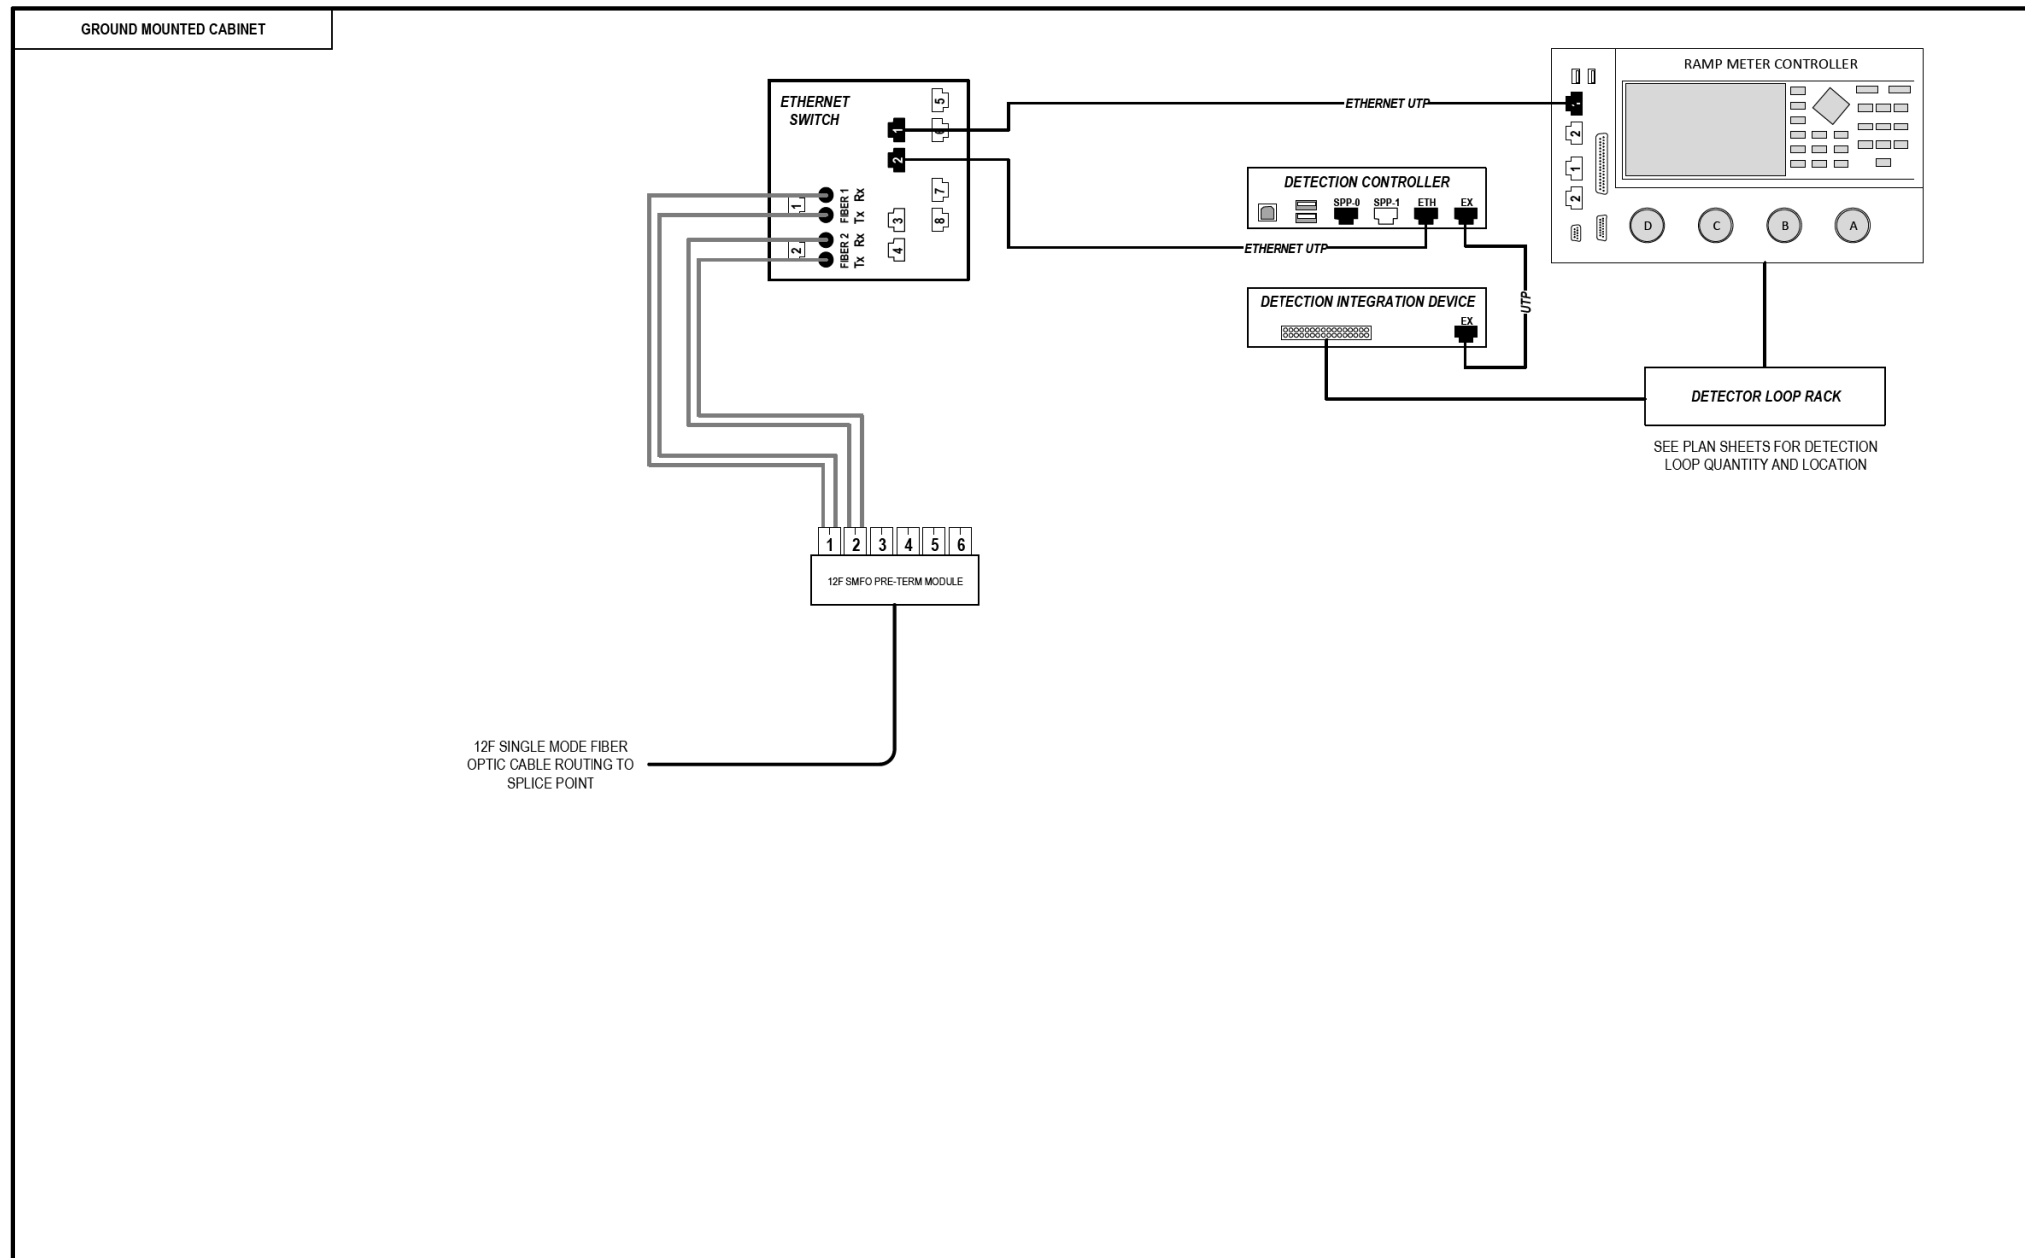 GROUND MOUNTED CABINET
ETHERNET
SWITCH
5
1
6
2
7
3
8
4
1
2
FIBER 1
Rx
Tx
FIBER 2
Rx
Tx
ETHERNET UTP
RAMP METER CONTROLLER
1
2
1
2
D
C
B
A
DETECTION CONTROLLER
SPP-0
SPP-1
ETH
EX
ETHERNET UTP
UTP
DETECTION INTEGRATION DEVICE
EX
DETECTOR LOOP RACK
SEE PLAN SHEETS FOR DETECTION
LOOP QUANTITY AND LOCATION
1
2
3
4
5
6
12F SMFO PRE-TERM MODULE
12F SINGLE MODE FIBER
OPTIC CABLE ROUTING TO
SPLICE POINT